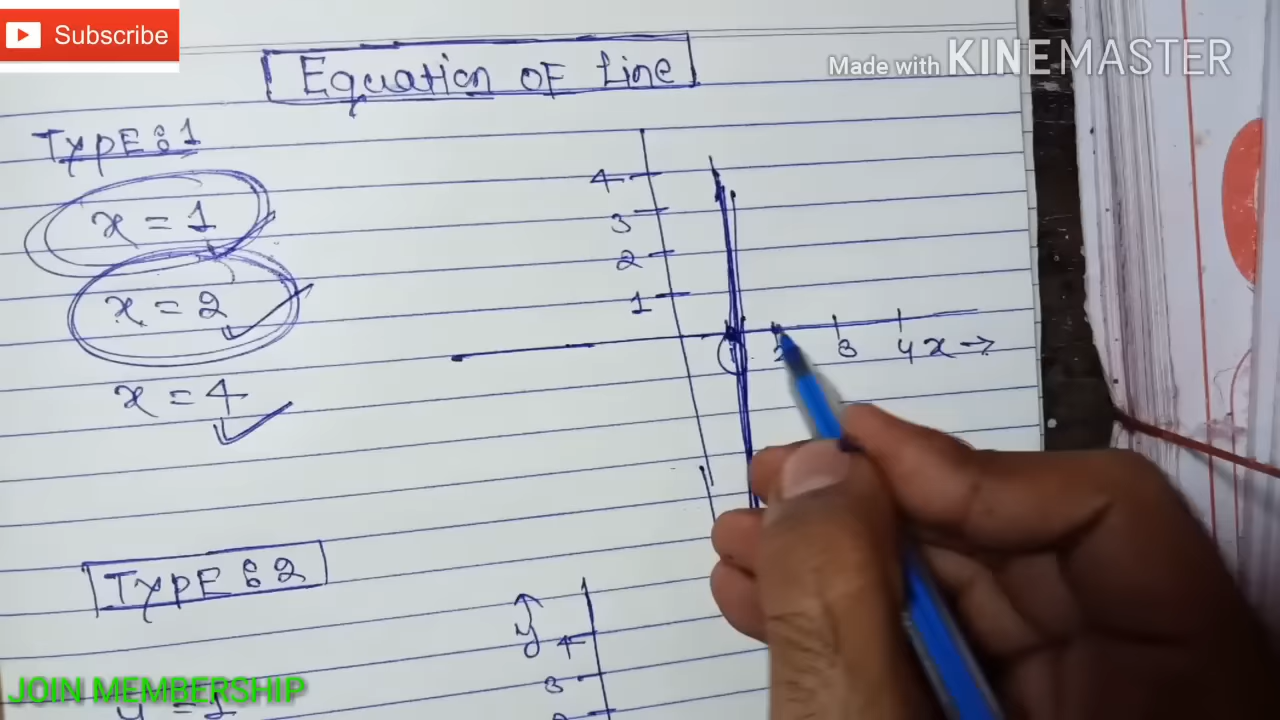 Subscribe
Made with KINEMASTER
Equation OF Line
TypE:1
x = 1
x = 2
x = 4
4
3
2
1
3
4 x →
TypE:2
y
4
3
JOIN MEMBERSHIP